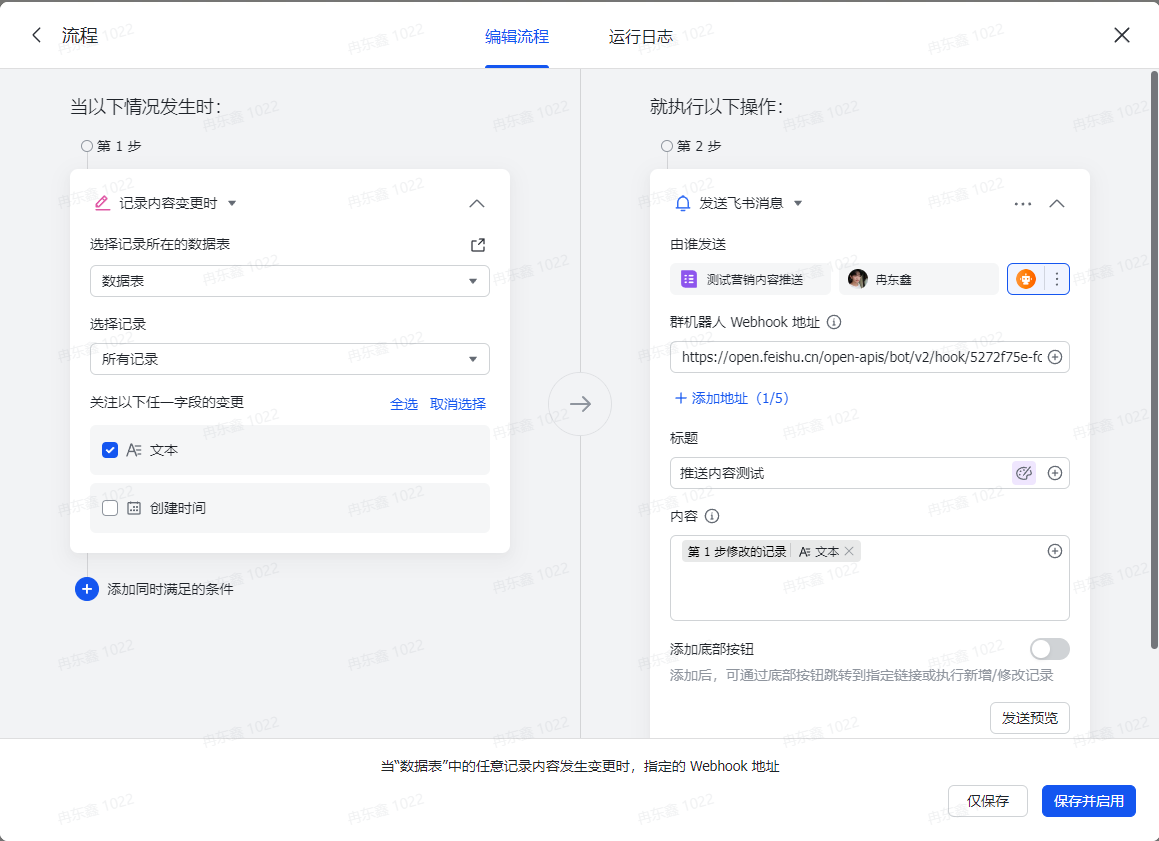 流程
编辑流程
运行日志
当以下情况发生时：
第 1 步
记录内容变更时
选择记录所在的数据表
数据表
选择记录
所有记录
关注以下任一字段的变更
全选 取消选择
文本
创建时间
添加同时满足的条件
就执行以下操作：
第 2 步
发送飞书消息
由谁发送
测试营销内容推送
冉东鑫
群机器人 Webhook 地址
https://open.feishu.cn/open-apis/bot/v2/hook/5272f75e-fc
添加地址（1/5）
标题
推送内容测试
内容
第 1 步修改的记录 文本
添加底部按钮
添加后，可通过底部按钮跳转到指定链接或执行新增/修改记录
发送预览
当“数据表”中的任意记录内容发生变更时，指定的 Webhook 地址
仅保存
保存并启用
冉东鑫 1022